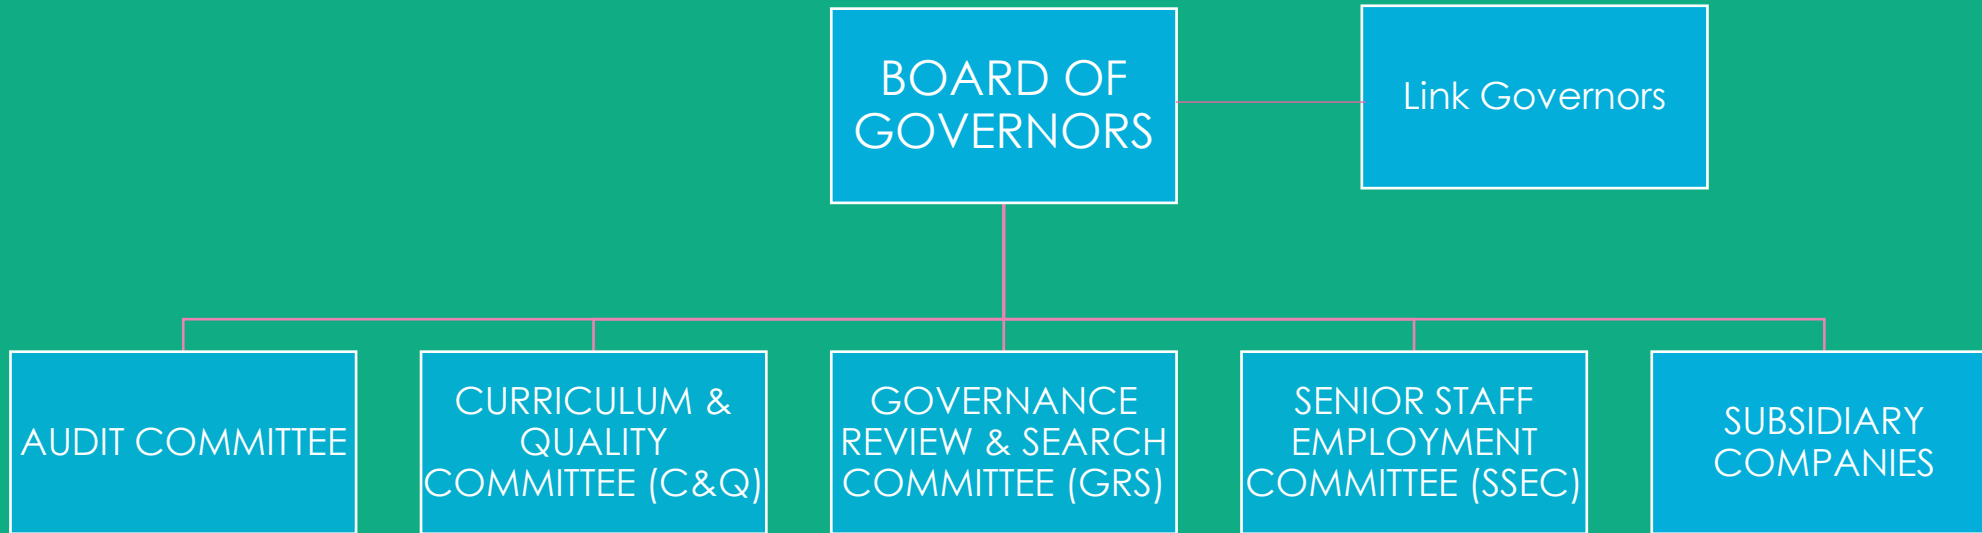 BOARD OF
GOVERNORS
Link Governors
AUDIT COMMITTEE
CURRICULUM &
QUALITY
COMMITTEE (C&Q)
GOVERNANCE
REVIEW & SEARCH
COMMITTEE (GRS)
SENIOR STAFF
EMPLOYMENT
COMMITTEE (SSEC)
SUBSIDIARY
COMPANIES